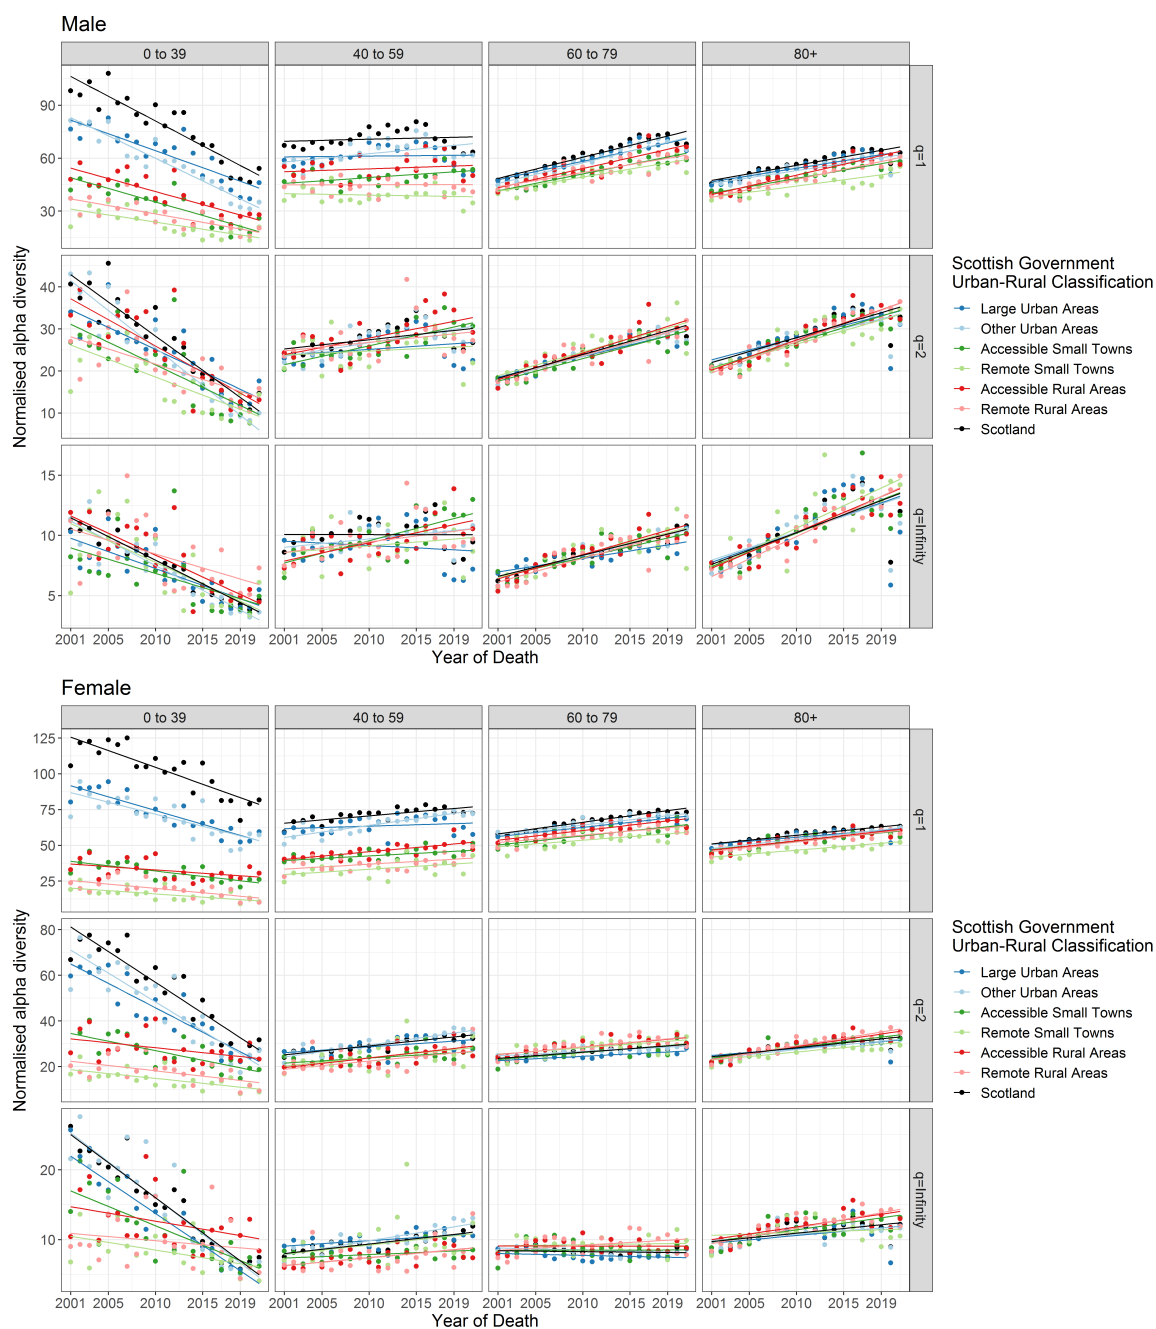 Male
0 to 39
40 to 59
60 to 79
80+
90
60
30
q=1
40
30
20
10
q=2
15
10
5
q=Infinity
Normalised alpha diversity
2001 2005 2010 2015 2019
2001 2005 2010 2015 2019
2001 2005 2010 2015 2019
2001 2005 2010 2015 2019
Year of Death
Scottish Government
Urban-Rural Classification
Large Urban Areas
Other Urban Areas
Accessible Small Towns
Remote Small Towns
Accessible Rural Areas
Remote Rural Areas
Scotland
Female
0 to 39
40 to 59
60 to 79
80+
125
100
75
50
25
q=1
80
60
40
20
q=2
20
10
q=Infinity
Normalised alpha diversity
2001 2005 2010 2015 2019
2001 2005 2010 2015 2019
2001 2005 2010 2015 2019
2001 2005 2010 2015 2019
Year of Death
Scottish Government
Urban-Rural Classification
Large Urban Areas
Other Urban Areas
Accessible Small Towns
Remote Small Towns
Accessible Rural Areas
Remote Rural Areas
Scotland